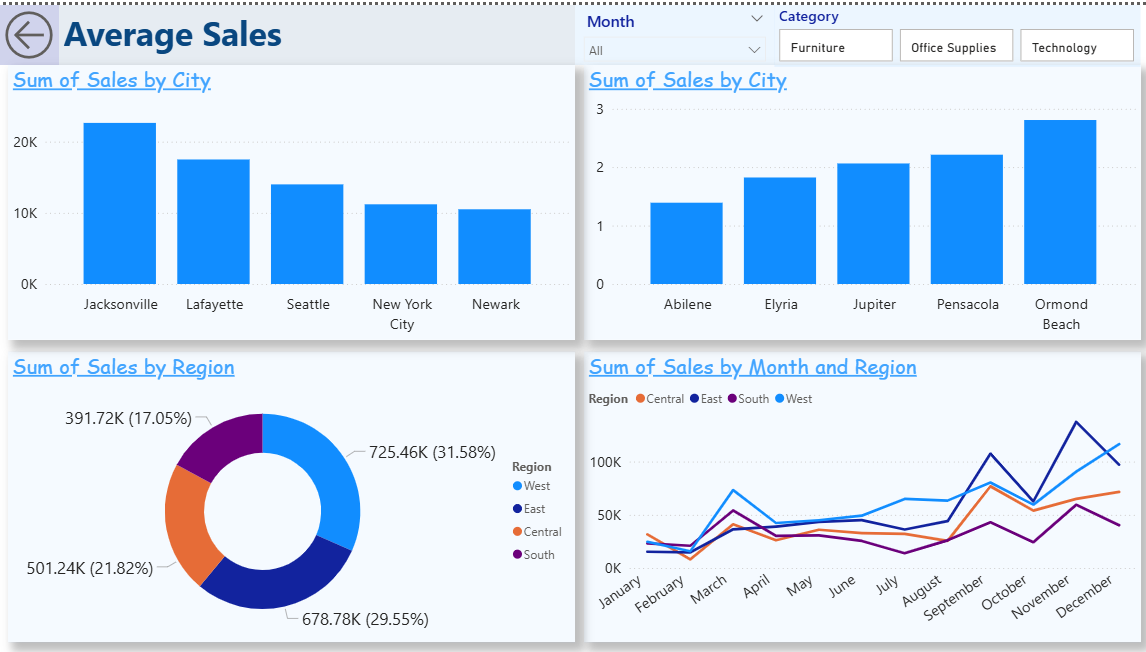 Average Sales
Month
All
Category
Furniture
Office Supplies
Technology
Sum of Sales by City
20K
10K
0K
Jacksonville
Lafayette
Seattle
New York
City
Newark
Sum of Sales by City
3
2
1
0
Abilene
Elyria
Jupiter
Pensacola
Ormond
Beach
Sum of Sales by Region
391.72K (17.05%)
725.46K (31.58%)
501.24K (21.82%)
678.78K (29.55%)
Region
West
East
Central
South
Sum of Sales by Month and Region
Region Central East South West
100K
50K
0K
January
February
March
April
May
June
July
August
September
October
November
December